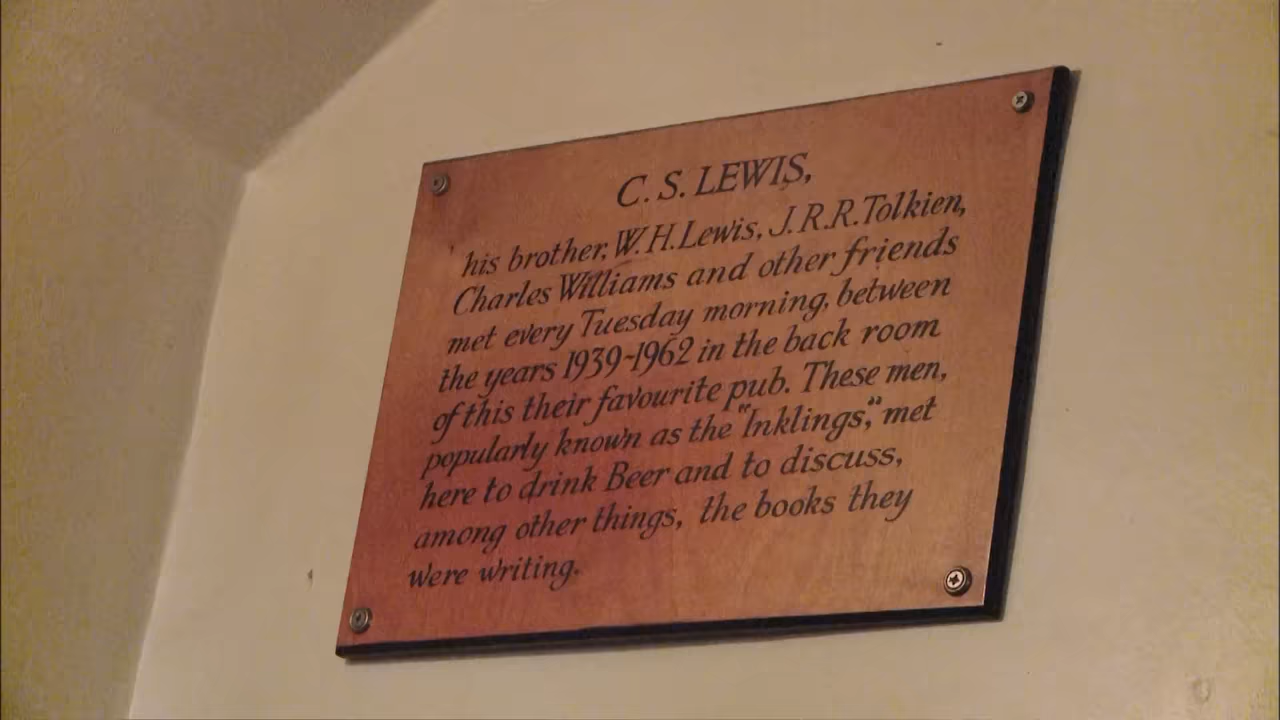 C. S. LEWIS,
his brother, W. H. Lewis, J. R. R. Tolkien,
Charles Williams and other friends
met every Tuesday morning, between
the years 1939-1962 in the back room
of this their favourite pub. These men,
popularly known as the "Inklings", met
here to drink Beer and to discuss,
among other things, the books they
were writing.